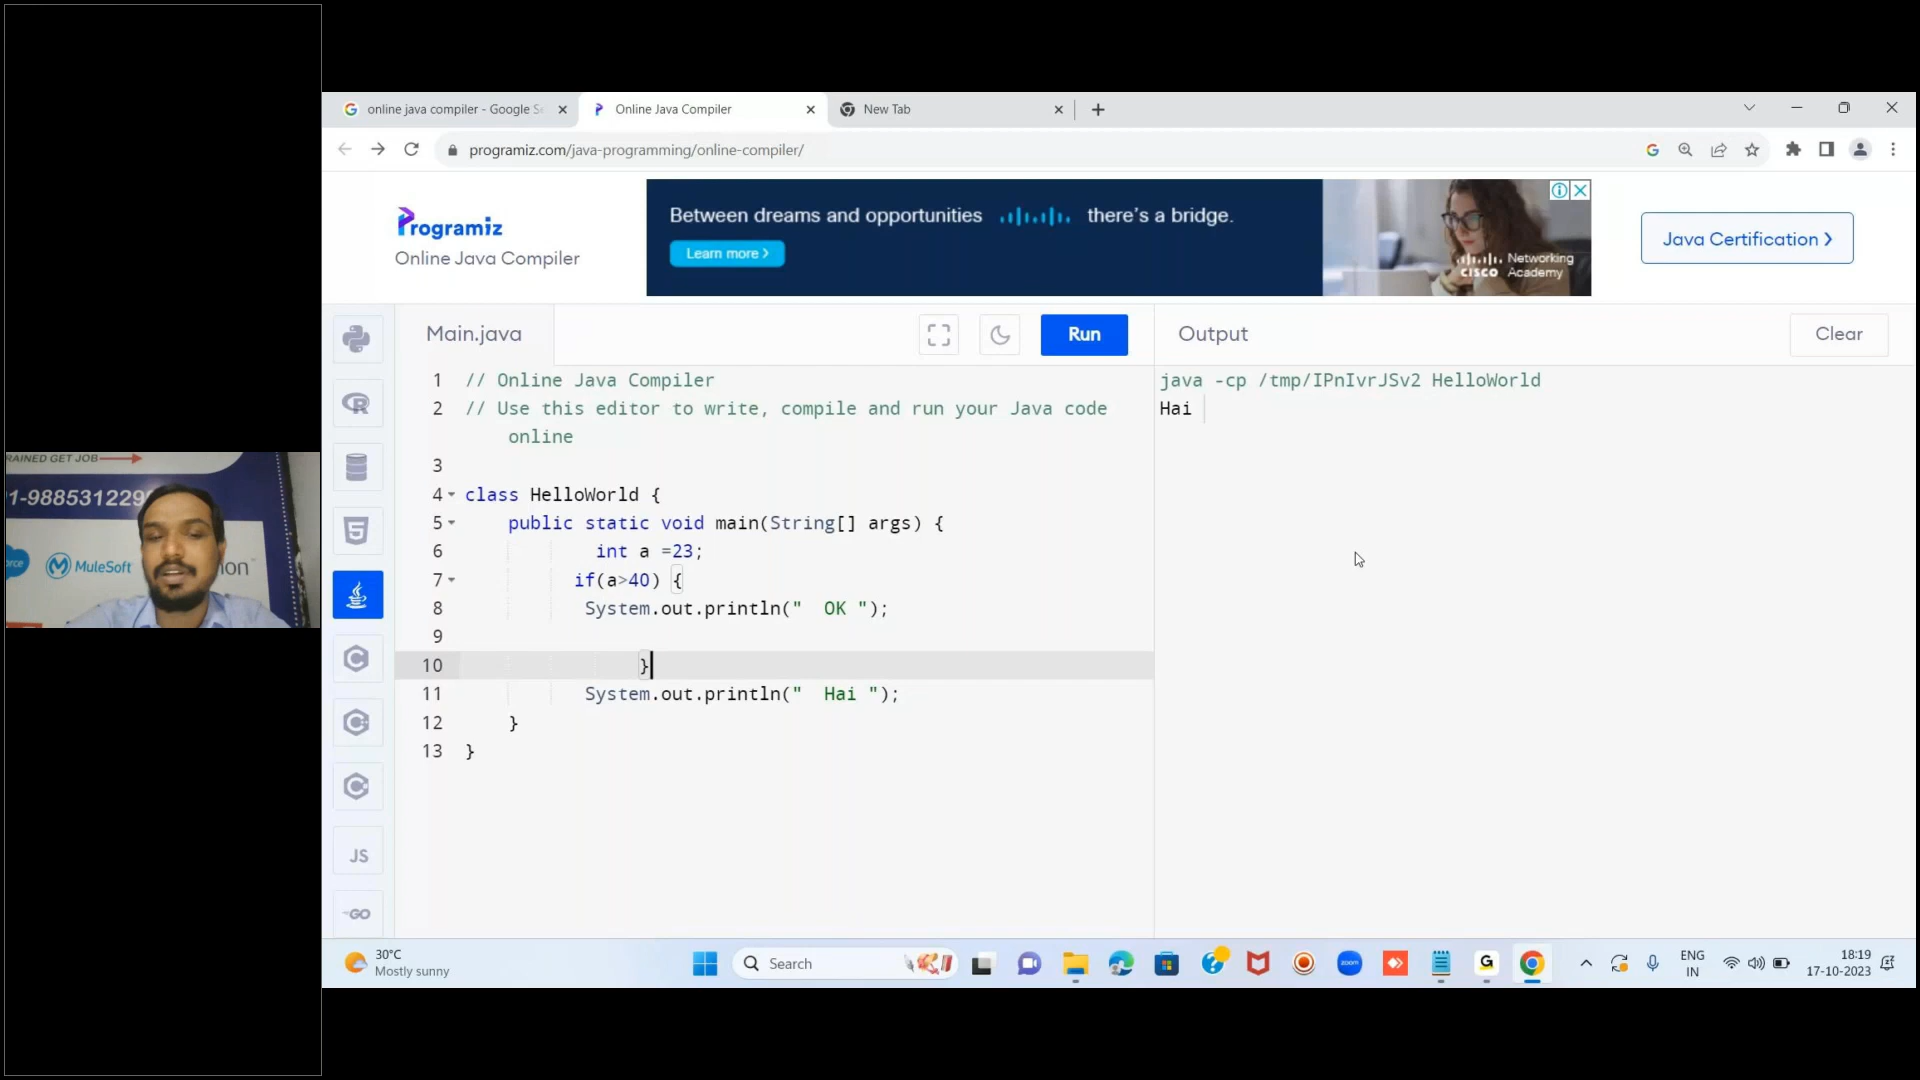 online java compiler - Google Se
Online Java Compiler
New Tab
programiz.com/java-programming/online-compiler/
Programiz
Online Java Compiler
Between dreams and opportunities there's a bridge.
Learn more >
Networking
CISCO Academy
Java Certification >
Main.java
Run
Output
Clear
1 // Online Java Compiler
2 // Use this editor to write, compile and run your Java code
online
3
4 class HelloWorld {
5 public static void main(String[] args) {
6 int a =23;
7 if(a>40) {
8 System.out.println("  OK ");
9
10 }
11 System.out.println("  Hai ");
12 }
13 }
java -cp /tmp/IPnIvrJSv2 HelloWorld
Hai
RAINED GET JOB
1-988531229
orce
MuleSoft
ion
JS
GO
30°C
Mostly sunny
Search
zoom
G
ENG
IN
18:19
17-10-2023